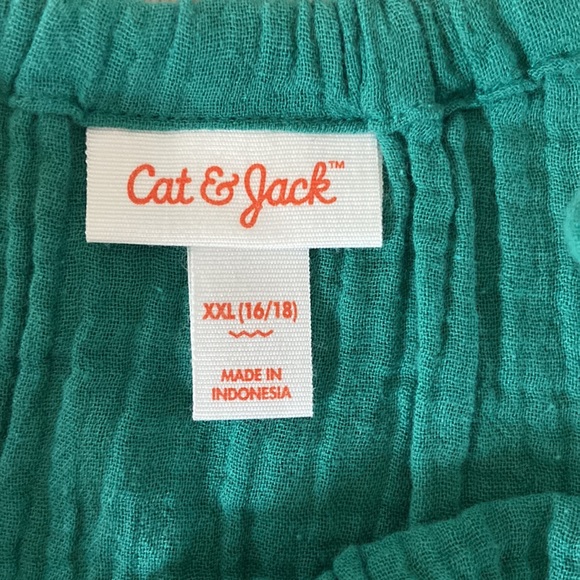 Cat & Jack™
XXL (16/18)
MADE IN
INDONESIA